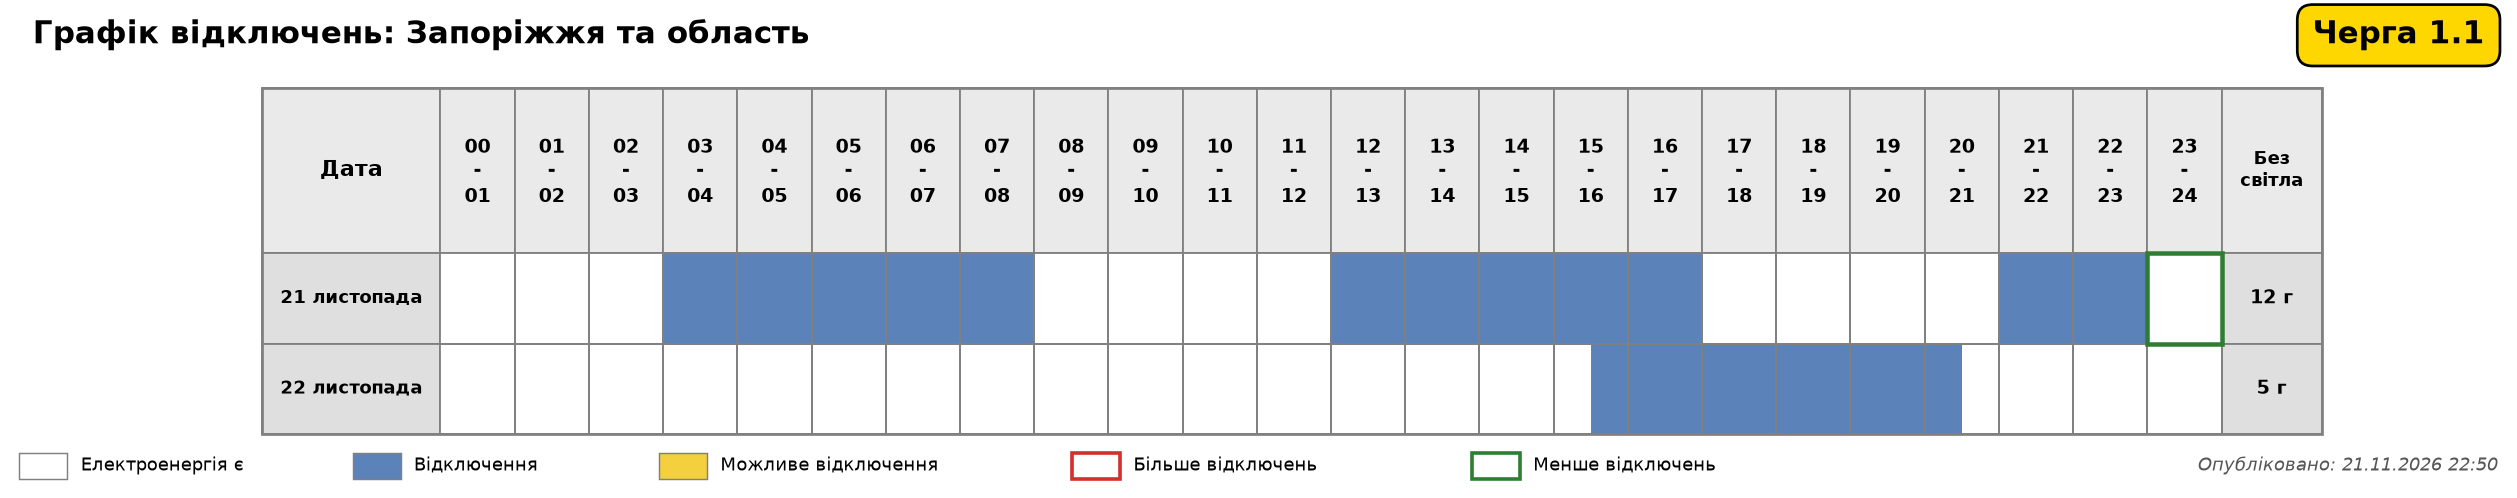 Графік відключень: Запоріжжя та область
Черга 1.1
Дата
00 - 01
01 - 02
02 - 03
03 - 04
04 - 05
05 - 06
06 - 07
07 - 08
08 - 09
09 - 10
10 - 11
11 - 12
12 - 13
13 - 14
14 - 15
15 - 16
16 - 17
17 - 18
18 - 19
19 - 20
20 - 21
21 - 22
22 - 23
23 - 24
Без
світла
21 листопада
12 г
22 листопада
5 г
Електроенергія є
Відключення
Можливе відключення
Більше відключень
Менше відключень
Опубліковано: 21.11.2026 22:50